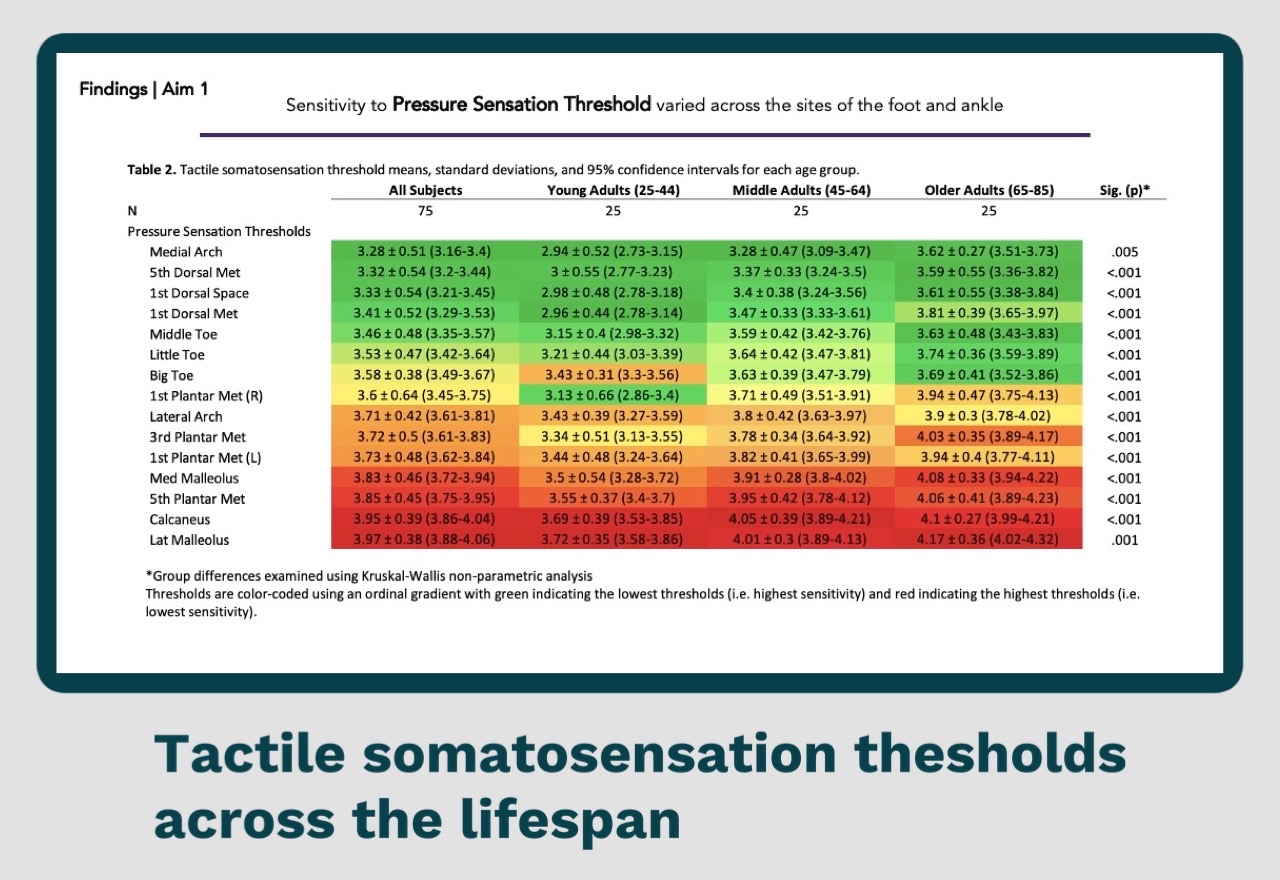 Findings | Aim 1
Sensitivity to Pressure Sensation Threshold varied across the sites of the foot and ankle
Table 2. Tactile somatosensation threshold means, standard deviations, and 95% confidence intervals for each age group.
All Subjects Young Adults (25-44) Middle Adults (45-64) Older Adults (65-85) Sig. (p)*
N 75 25 25 25
Pressure Sensation Thresholds
Medial Arch 3.28 ± 0.51 (3.16-3.4) 2.94 ± 0.52 (2.73-3.15) 3.28 ± 0.47 (3.09-3.47) 3.62 ± 0.27 (3.51-3.73) .005
5th Dorsal Met 3.32 ± 0.54 (3.2-3.44) 3 ± 0.55 (2.77-3.23) 3.37 ± 0.33 (3.24-3.5) 3.59 ± 0.55 (3.36-3.82) <.001
1st Dorsal Space 3.33 ± 0.54 (3.21-3.45) 2.98 ± 0.48 (2.78-3.18) 3.4 ± 0.38 (3.24-3.56) 3.61 ± 0.55 (3.38-3.84) <.001
1st Dorsal Met 3.41 ± 0.52 (3.29-3.53) 2.96 ± 0.44 (2.78-3.14) 3.47 ± 0.33 (3.33-3.61) 3.81 ± 0.39 (3.65-3.97) <.001
Middle Toe 3.46 ± 0.48 (3.35-3.57) 3.15 ± 0.4 (2.98-3.32) 3.59 ± 0.42 (3.42-3.76) 3.63 ± 0.48 (3.43-3.83) <.001
Little Toe 3.53 ± 0.47 (3.42-3.64) 3.21 ± 0.44 (3.03-3.39) 3.64 ± 0.42 (3.47-3.81) 3.74 ± 0.36 (3.59-3.89) <.001
Big Toe 3.58 ± 0.38 (3.49-3.67) 3.43 ± 0.31 (3.3-3.56) 3.63 ± 0.39 (3.47-3.79) 3.69 ± 0.41 (3.52-3.86) <.001
1st Plantar Met (R) 3.6 ± 0.64 (3.45-3.75) 3.13 ± 0.66 (2.86-3.4) 3.71 ± 0.49 (3.51-3.91) 3.94 ± 0.47 (3.75-4.13) <.001
Lateral Arch 3.71 ± 0.42 (3.61-3.81) 3.43 ± 0.39 (3.27-3.59) 3.8 ± 0.42 (3.63-3.97) 3.9 ± 0.3 (3.78-4.02) <.001
3rd Plantar Met 3.72 ± 0.5 (3.61-3.83) 3.34 ± 0.51 (3.13-3.55) 3.78 ± 0.34 (3.64-3.92) 4.03 ± 0.35 (3.89-4.17) <.001
1st Plantar Met (L) 3.73 ± 0.48 (3.62-3.84) 3.44 ± 0.48 (3.24-3.64) 3.82 ± 0.41 (3.65-3.99) 3.94 ± 0.4 (3.77-4.11) <.001
Med Malleolus 3.83 ± 0.46 (3.72-3.94) 3.5 ± 0.54 (3.28-3.72) 3.91 ± 0.28 (3.8-4.02) 4.08 ± 0.33 (3.94-4.22) <.001
5th Plantar Met 3.85 ± 0.45 (3.75-3.95) 3.55 ± 0.37 (3.4-3.7) 3.95 ± 0.42 (3.78-4.12) 4.06 ± 0.41 (3.89-4.23) <.001
Calcaneus 3.95 ± 0.39 (3.86-4.04) 3.69 ± 0.39 (3.53-3.85) 4.05 ± 0.39 (3.89-4.21) 4.1 ± 0.27 (3.99-4.21) <.001
Lat Malleolus 3.97 ± 0.38 (3.88-4.06) 3.72 ± 0.35 (3.58-3.86) 4.01 ± 0.3 (3.89-4.13) 4.17 ± 0.36 (4.02-4.32) .001
*Group differences examined using Kruskal-Wallis non-parametric analysis
Thresholds are color-coded using an ordinal gradient with green indicating the lowest thresholds (i.e. highest sensitivity) and red indicating the highest thresholds (i.e.
lowest sensitivity).
Tactile somatosensation thesholds
across the lifespan